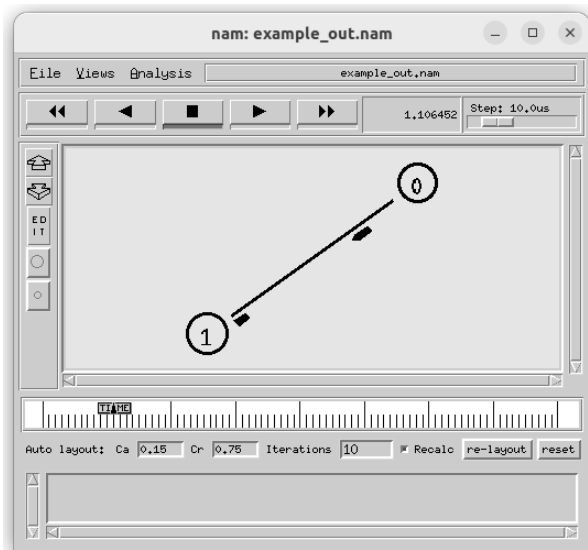 nam: example_out.nam
File Views Analysis example_out.nam
1.106452 Step: 10.0us
ED
IT
0
1
TIME
Auto layout: Ca 0.15 Cr 0.75 Iterations 10 Recalc re-layout reset